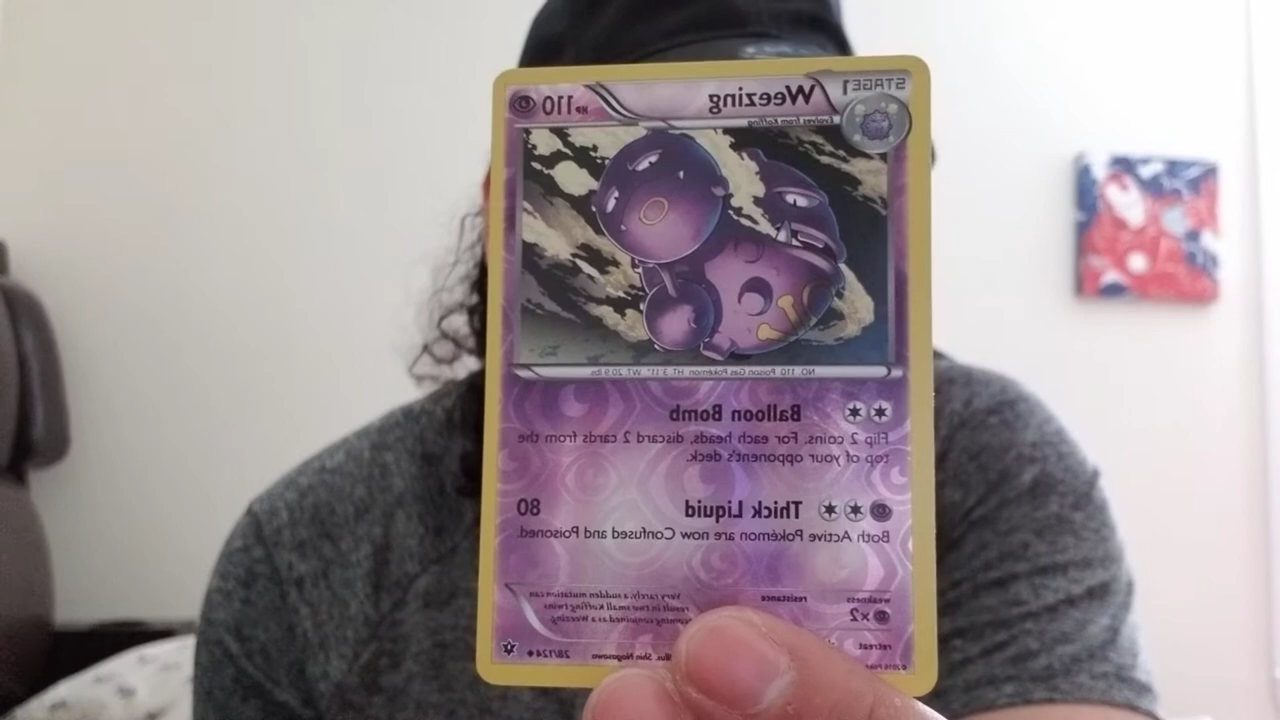 STAGE1
Weezing
HP110
Evolves from Koffing
NO. 110 Poison Gas Pokémon HT: 3'11" WT: 20.9 lbs.
Balloon Bomb
Flip 2 coins. For each heads, discard 2 cards from the
top of your opponent's deck.
Thick Liquid 80
Both Active Pokémon are now Confused and Poisoned.
weakness
×2
resistance
retreat
Very rarely, a sudden mutation can
result in two small Koffing twins
conjoined as a Weezing.
Illus. Shin Nagasawa
28/124
©2016